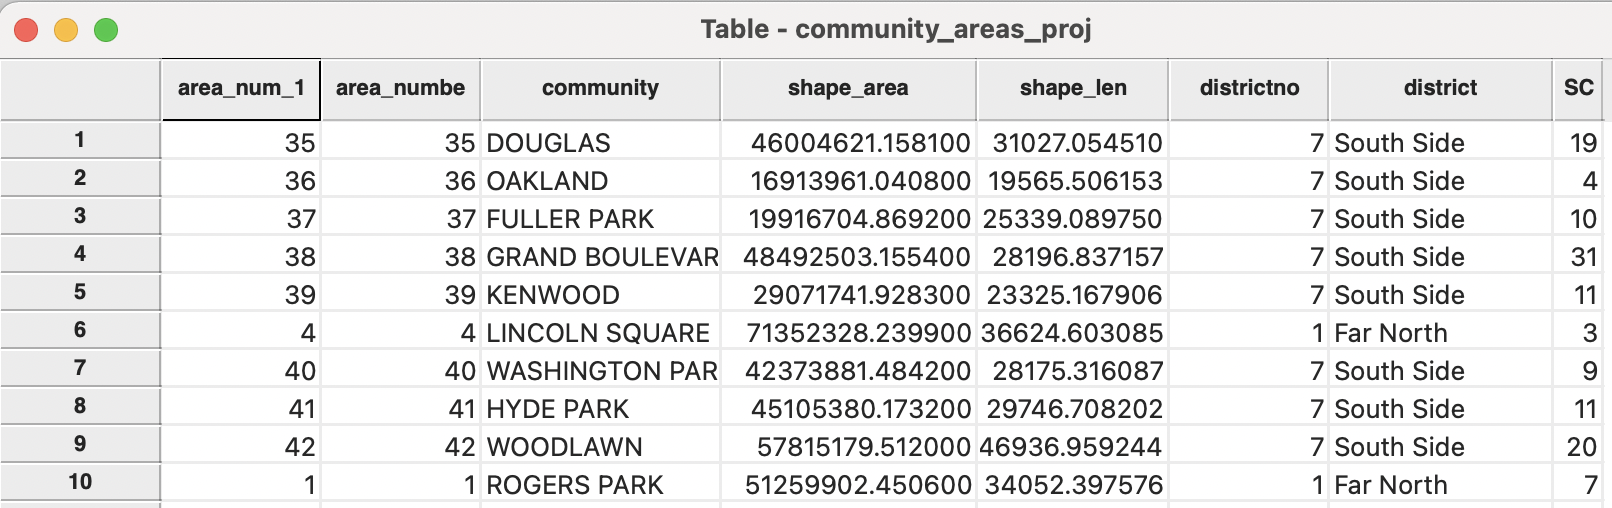 Table - community_areas_proj
area_num_1 area_numbe community shape_area shape_len districtno district SC
1 35 35 DOUGLAS 46004621.158100 31027.054510 7 South Side 19
2 36 36 OAKLAND 16913961.040800 19565.506153 7 South Side 4
3 37 37 FULLER PARK 19916704.869200 25339.089750 7 South Side 10
4 38 38 GRAND BOULEVAR 48492503.155400 28196.837157 7 South Side 31
5 39 39 KENWOOD 29071741.928300 23325.167906 7 South Side 11
6 4 4 LINCOLN SQUARE 71352328.239900 36624.603085 1 Far North 3
7 40 40 WASHINGTON PAR 42373881.484200 28175.316087 7 South Side 9
8 41 41 HYDE PARK 45105380.173200 29746.708202 7 South Side 11
9 42 42 WOODLAWN 57815179.512000 46936.959244 7 South Side 20
10 1 1 ROGERS PARK 51259902.450600 34052.397576 1 Far North 7